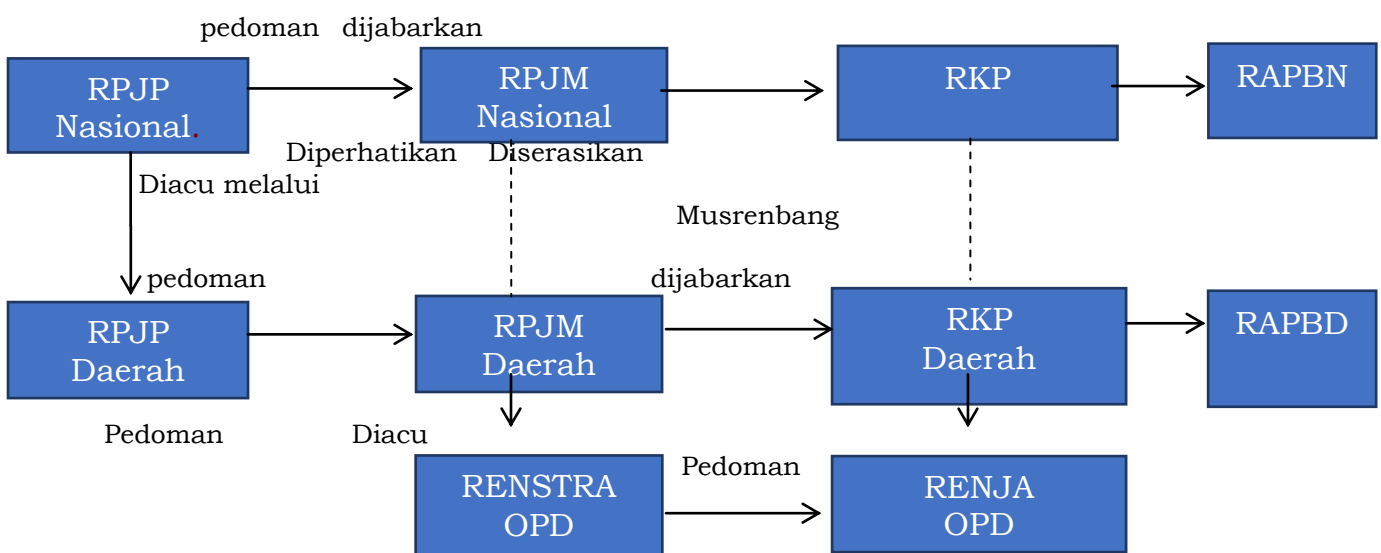 pedoman dijabarkan
RPJP
Nasional.
RPJM
Nasional
RKP
RAPBN
Diperhatikan Diserasikan
Diacu melalui
Musrenbang
pedoman
dijabarkan
RPJP
Daerah
RPJM
Daerah
RKP
Daerah
RAPBD
Pedoman
Diacu
RENSTRA
OPD
Pedoman
RENJA
OPD